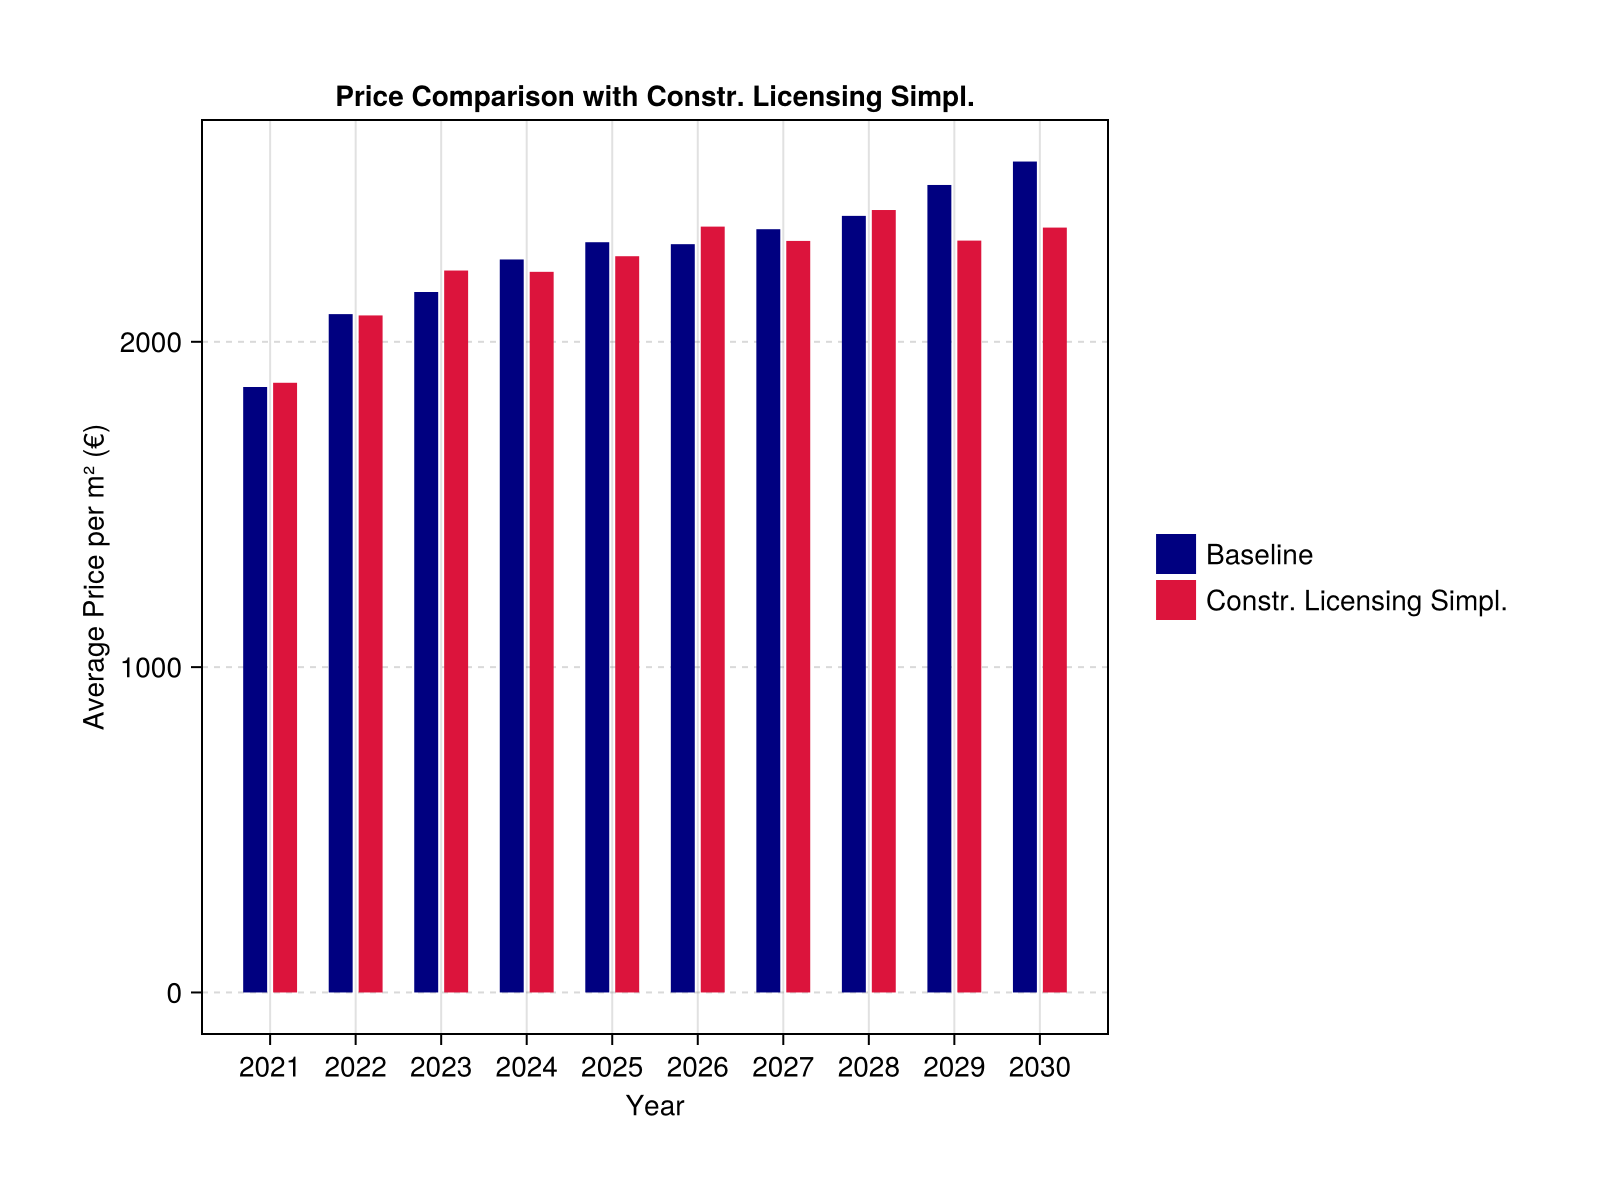 Price Comparison with Constr. Licensing Simpl.
Average Price per m² (€)
2000
1000
0
2021 2022 2023 2024 2025 2026 2027 2028 2029 2030
Year
Baseline
Constr. Licensing Simpl.